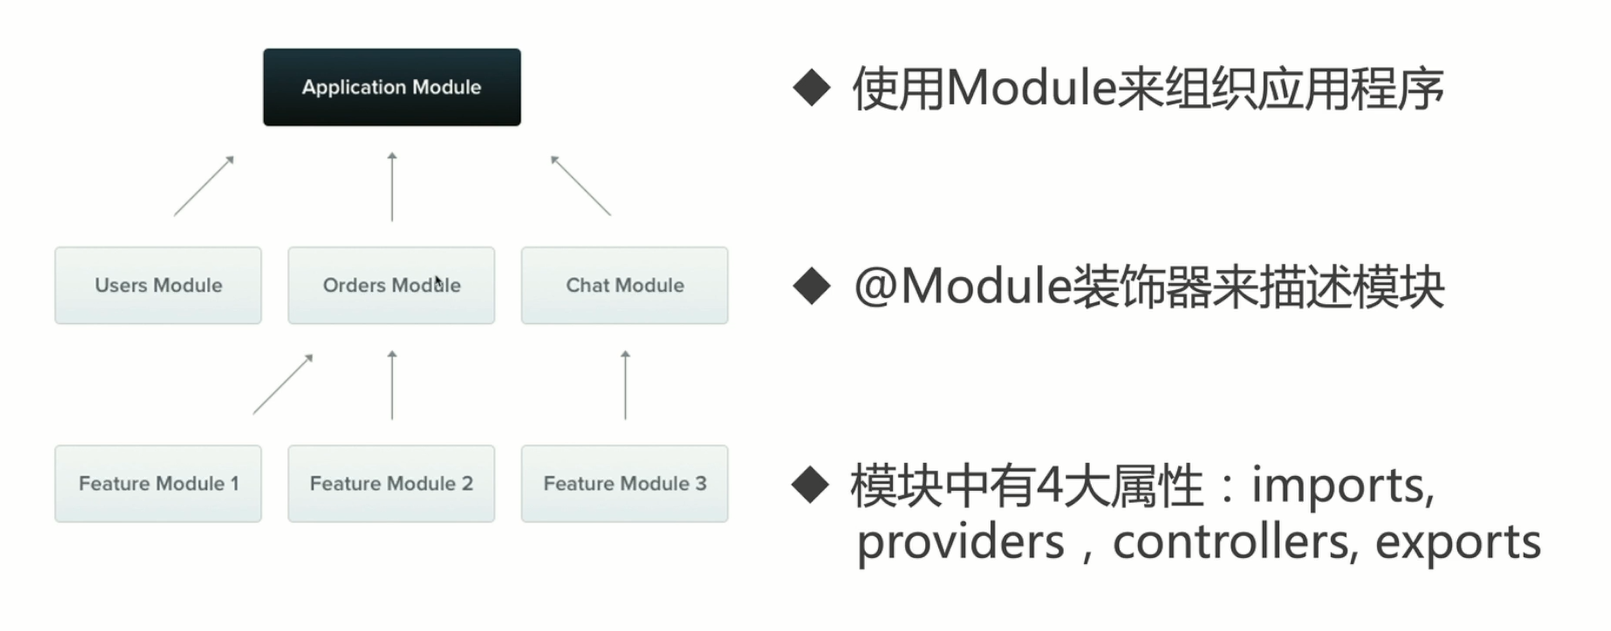 Application Module
Users Module
Orders Module
Chat Module
Feature Module 1
Feature Module 2
Feature Module 3
◆ 使用Module来组织应用程序
◆ @Module装饰器来描述模块
◆ 模块中有4大属性：imports,
providers，controllers, exports